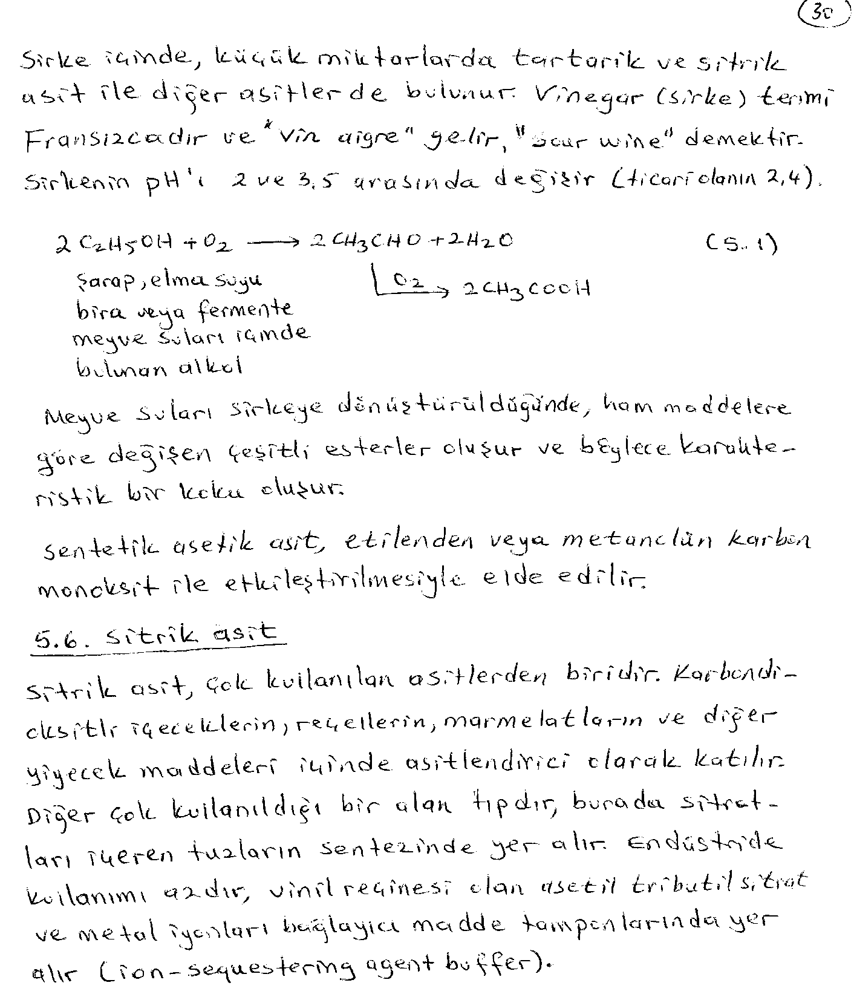 30
Sirke içinde, küçük miktarlarda tartarik ve sitrik
asit ile diğer asitlerde bulunur. Vinegar (sirke) terimi
Fransızcadır ve "vin aigre" gelir, "sour wine" demektir.
Sirkenin pH'ı 2 ve 3,5 arasında değişir (ticari olanın 2,4).
2 C2H5OH + O2 → 2 CH3CHO + 2H2O (5.1)
şarap, elma suyu O2 → 2CH3COOH
bira veya fermente
meyve suları içinde
bulunan alkol
Meyve suları sirkeye dönüştürüldüğünde, ham maddelere
göre değişen çeşitli esterler oluşur ve böylece karakte-
ristik bir koku oluşur.
Sentetik asetik asit, etilenden veya metanolün karbon
monoksit ile etkileştirilmesiyle elde edilir.
5.6. Sitrik asit
Sitrik asit, çok kullanılan asitlerden biridir. Karbondi-
oksitli içeceklerin, reçellerin, marmelatların ve diğer
yiyecek maddeleri içinde asitlendirici olarak katılır.
Diğer çok kullanıldığı bir alan tıpdır, burada sitrat-
ları içeren tuzların sentezinde yer alır. Endüstride
kullanımı azdır, vinil reçinesi olan asetil tributil sitrat
ve metal iyonları bağlayıcı madde tamponlarında yer
alır (ion-sequestering agent buffer).